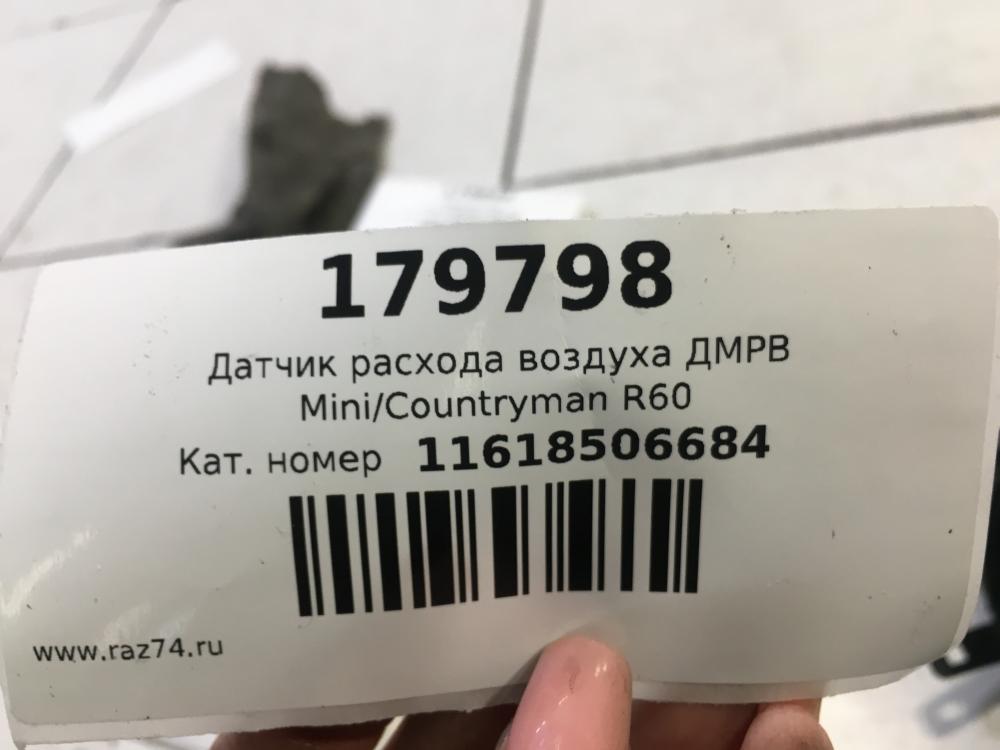 179798
Датчик расхода воздуха ДМРВ
Mini/Countryman R60
Кат. номер 11618506684
www.raz74.ru